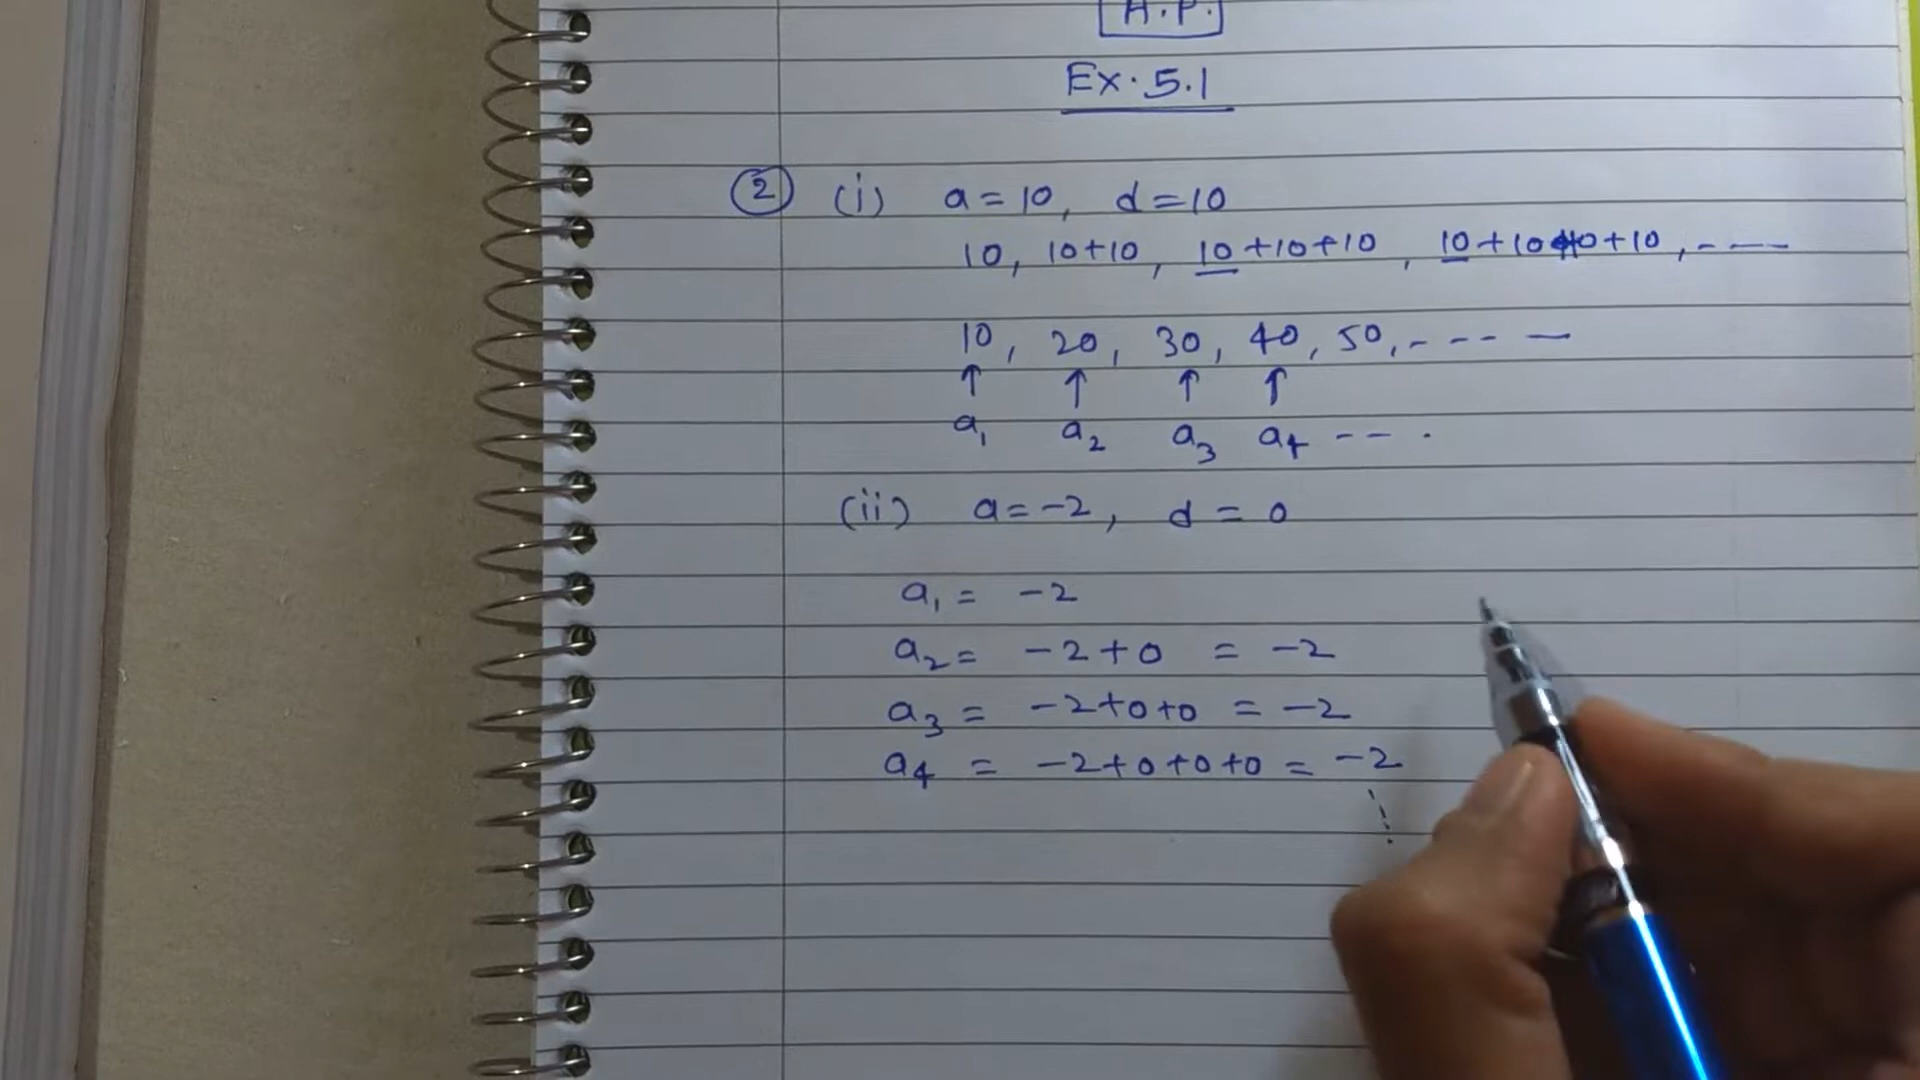 A.P.
Ex. 5.1
② (i) a = 10, d = 10
10, 10+10, 10+10+10, 10+10+10+10, - ---
10, 20, 30, 40, 50, - --- —
↑ ↑ ↑ ↑
a₁ a₂ a₃ a₄ -- .
(ii) a = -2, d = 0
a₁ = -2
a₂ = -2+0 = -2
a₃ = -2+0+0 = -2
a₄ = -2+0+0+0 = -2